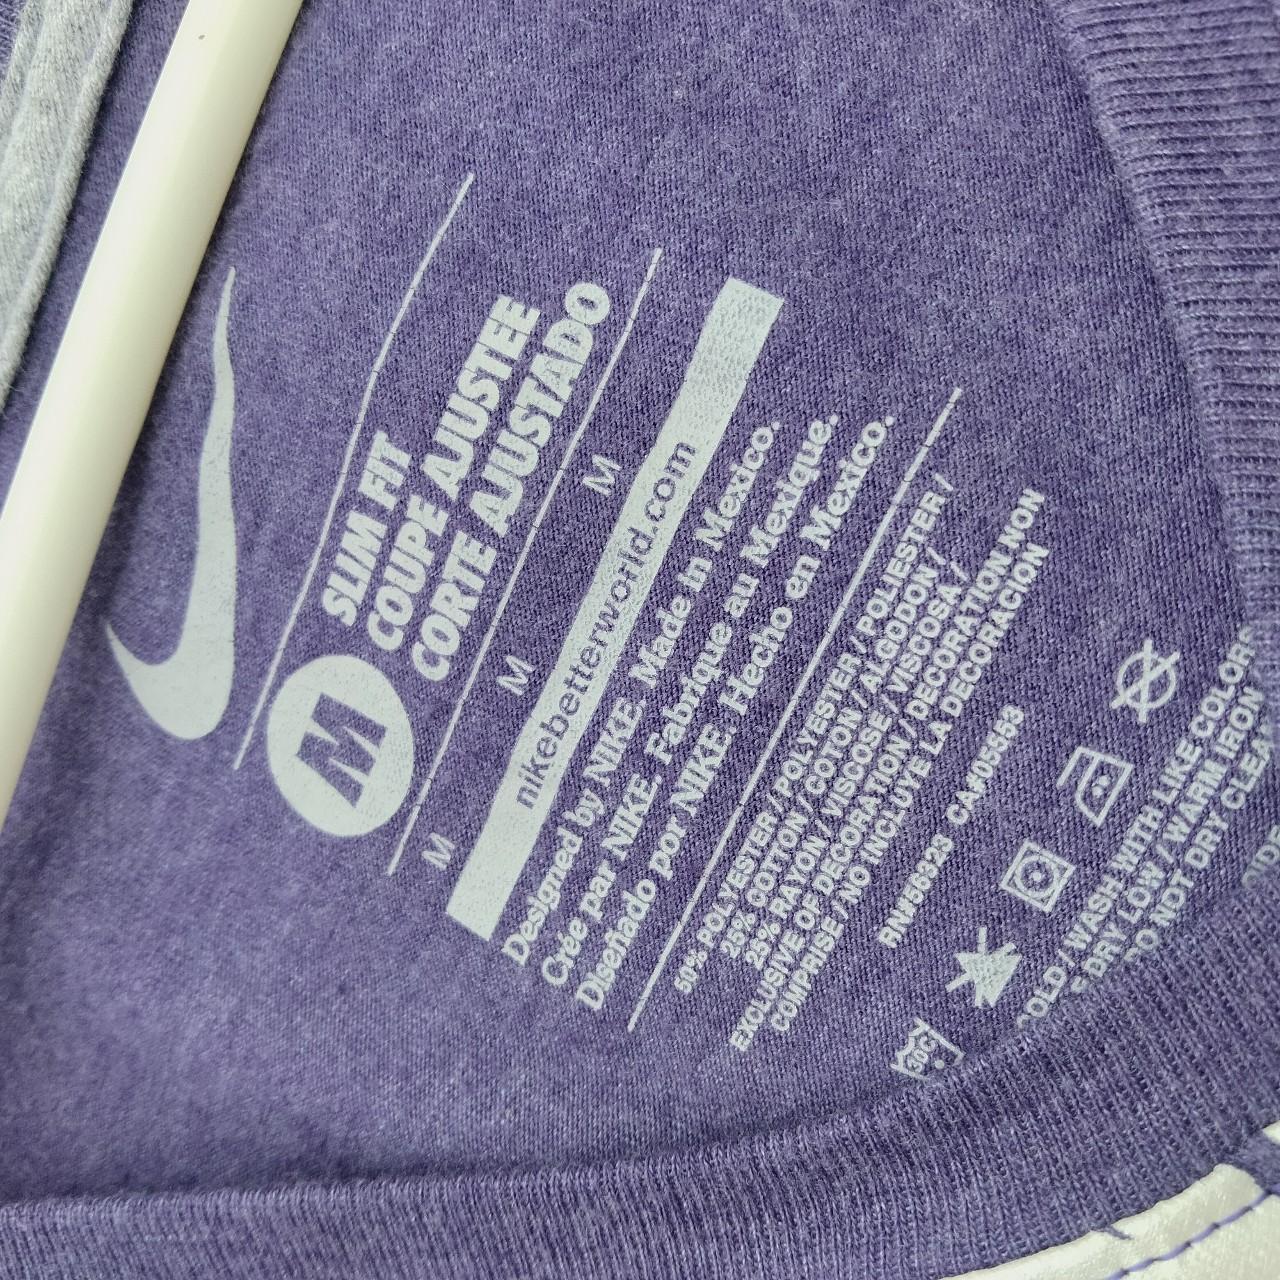 SLIM FIT
COUPE AJUSTEE
CORTE AJUSTADO
M
M M M
nikebetterworld.com
Designed by NIKE. Made in Mexico.
Crée par NIKE. Fabrique au Mexique.
Diseñado por NIKE. Hecho en Mexico.
50% POLYESTER / POLYESTER / POLIESTER /
25% COTTON / COTTON / ALGODON /
25% RAYON / VISCOSE / VISCOSA /
EXCLUSIVE OF DECORATION / DECORATION NON
COMPRISE / NO INCLUYE LA DECORACION
RN#56323 CA#05553
30C
COLD / WASH WITH LIKE COLORS
DRY LOW / WARM IRON
DO NOT DRY CLEAN